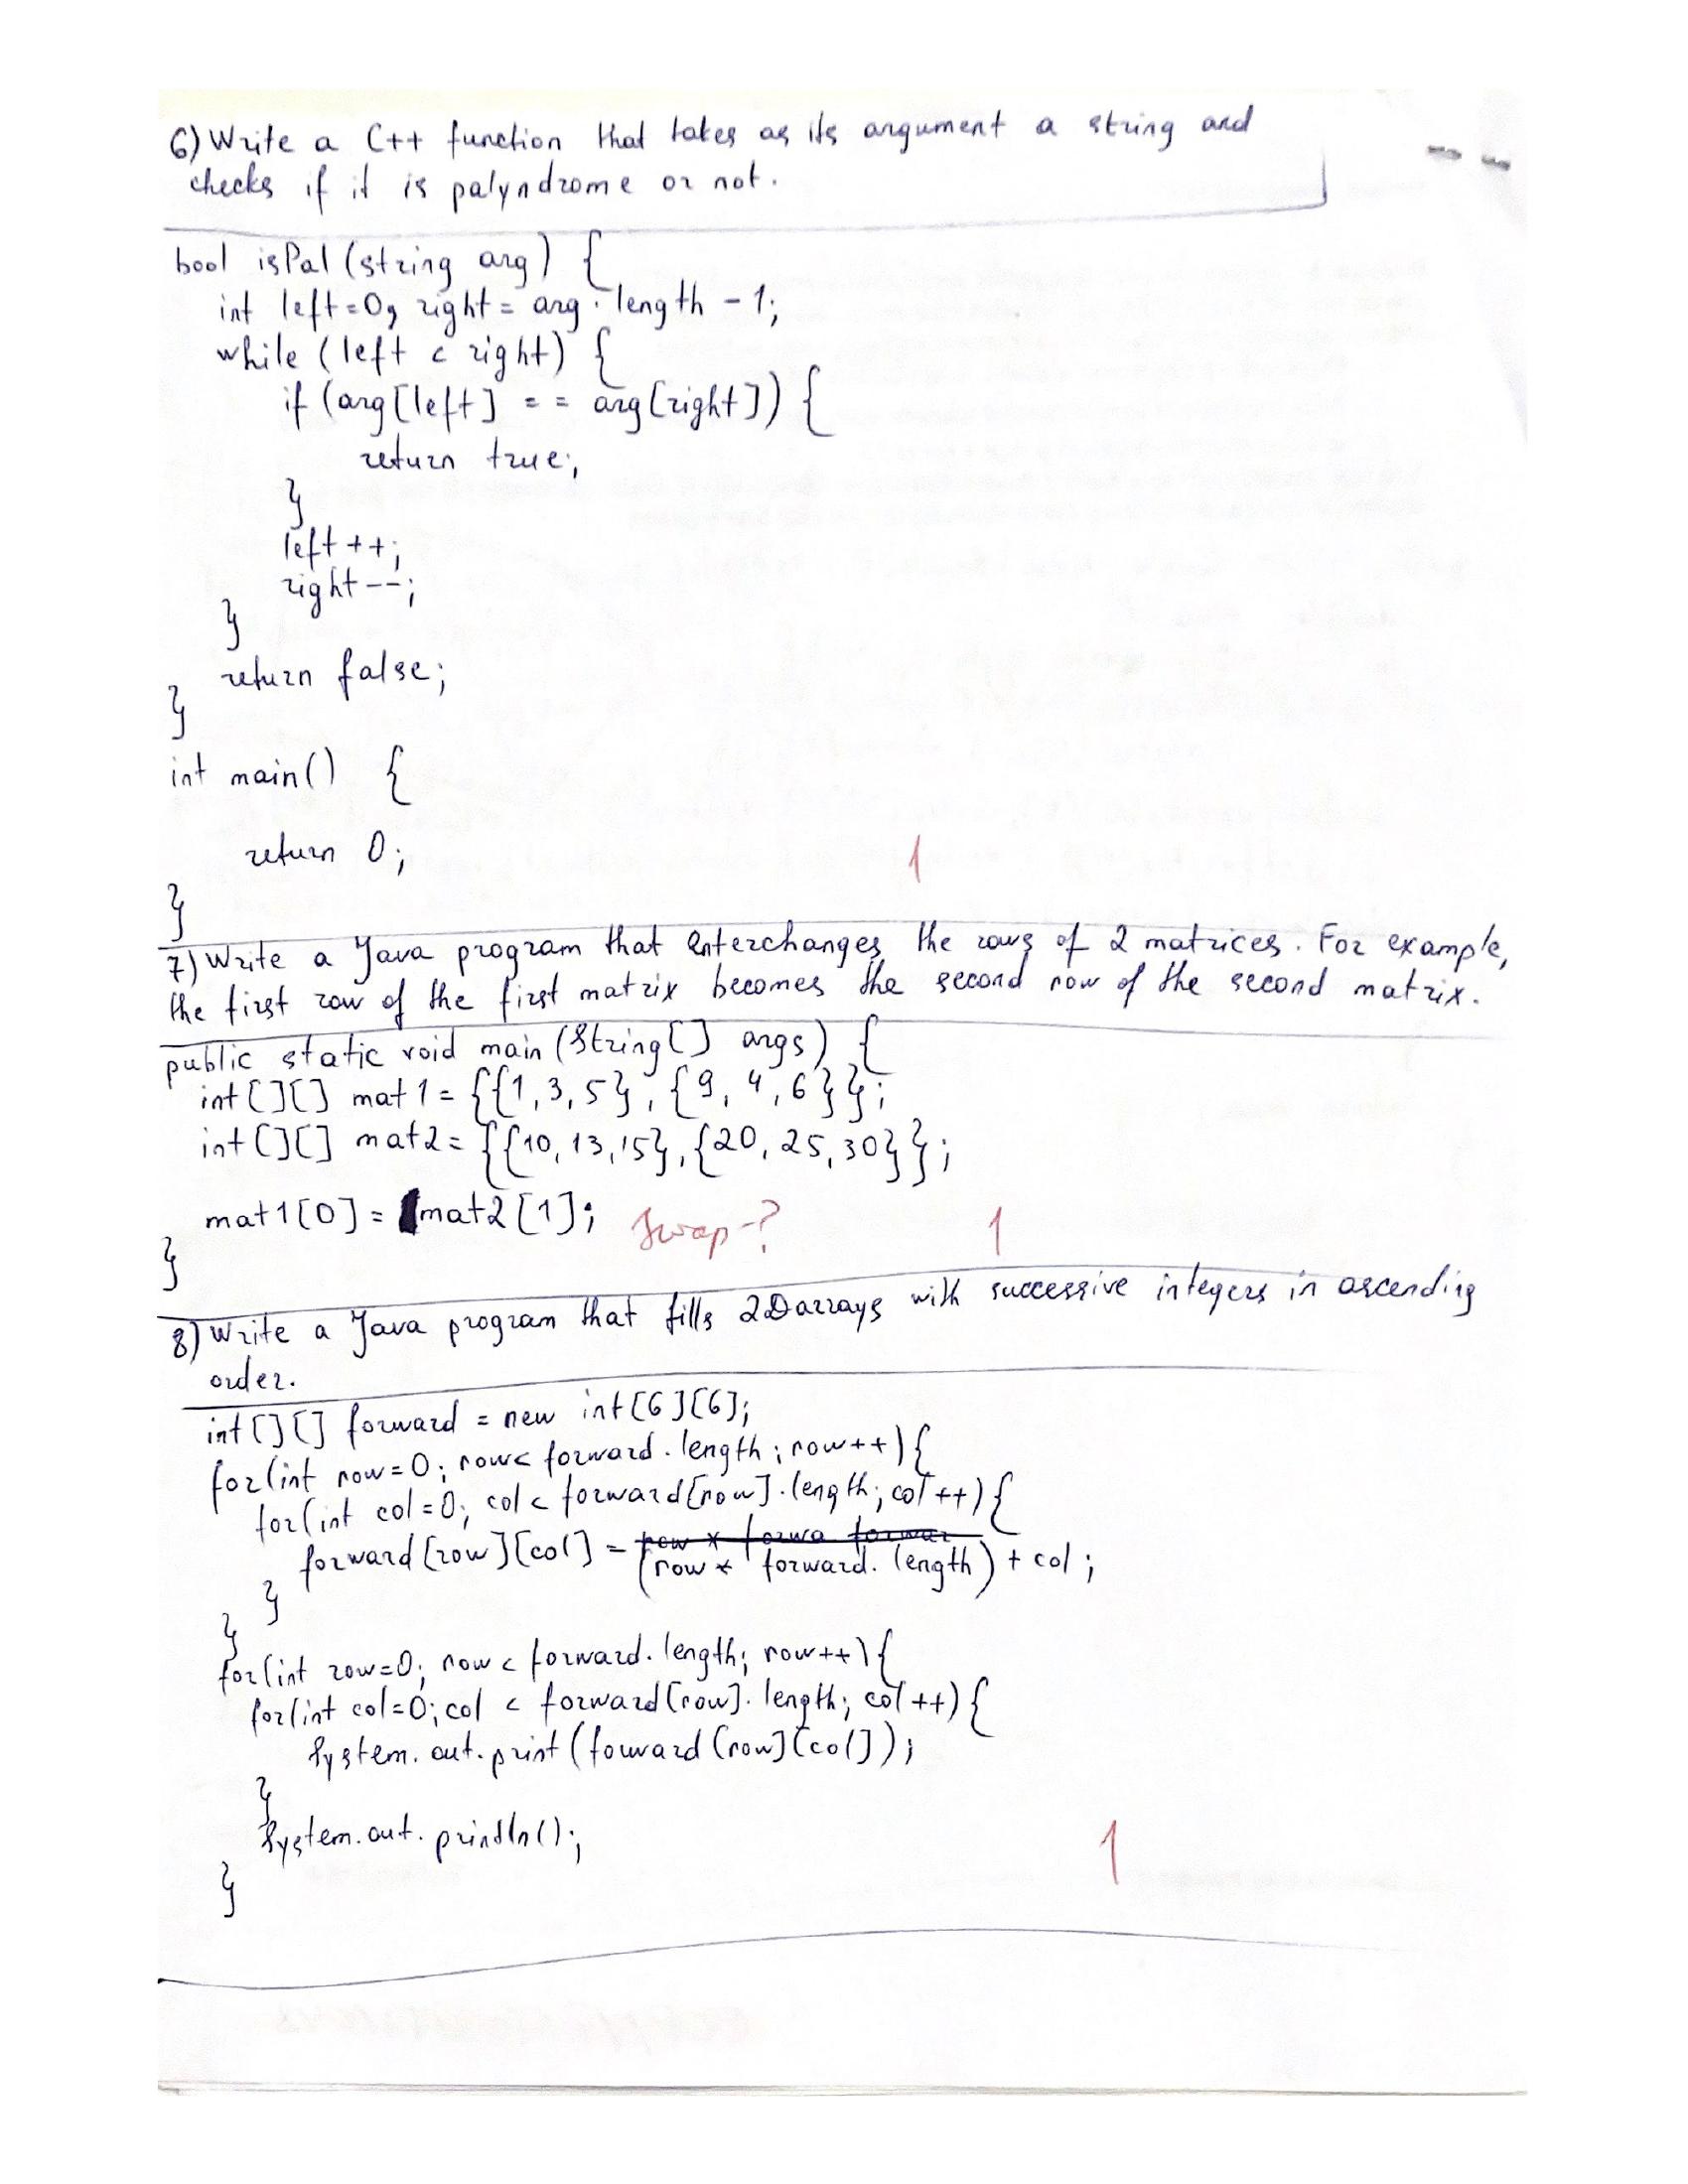 6) Write a C++ function that takes as its argument a string and
checks if it is palyndrome or not.
bool isPal (string arg) {
int left=0, right = arg.length - 1;
while (left < right) {
if (arg[left] == arg[right]) {
return true;
}
left++;
right--;
}
return false;
}
int main() {
return 0;
1
}
7) Write a Java program that interchanges the rows of 2 matrices. For example,
the first row of the first matrix becomes the second row of the second matrix.
public static void main (String[] args) {
int[][] mat1 = {{1,3,5}, {9, 4, 6}};
int[][] mat2 = {{10, 13, 15}, {20, 25, 30}};
mat1[0] = mat2[1]; Swap-? 1
}
8) Write a Java program that fills 2D arrays with successive integers in ascending
order.
int[][] forward = new int[6][6];
for(int row=0; row< forward.length; row++){
for(int col=0; col< forward[row].length; col++){
forward[row][col] = (row * forward.length) + col;
}
}
for(int row=0; row < forward.length; row++){
for(int col=0; col < forward[row].length; col++){
System.out.print(forward[row][col]);
}
System.out.println();
1
}